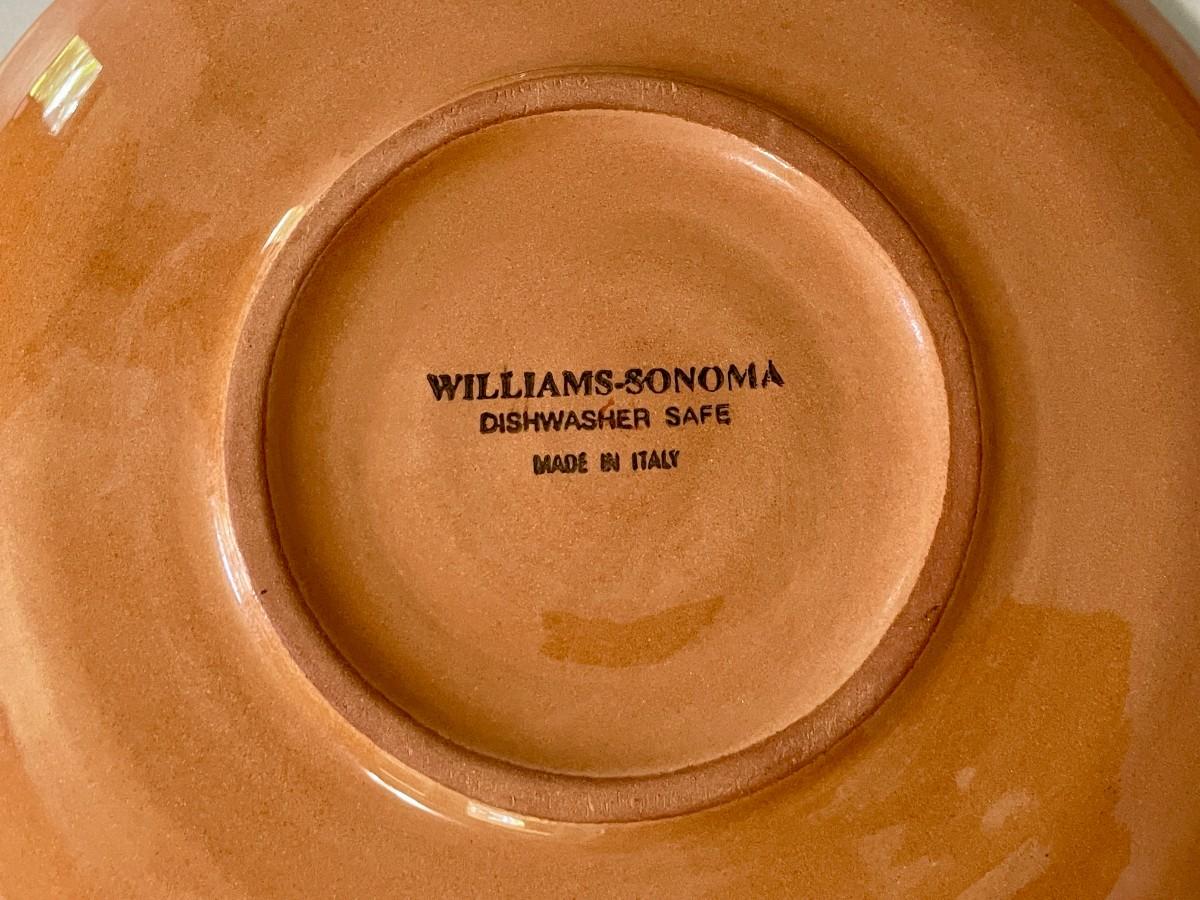 WILLIAMS-SONOMA
DISHWASHER SAFE
MADE IN ITALY